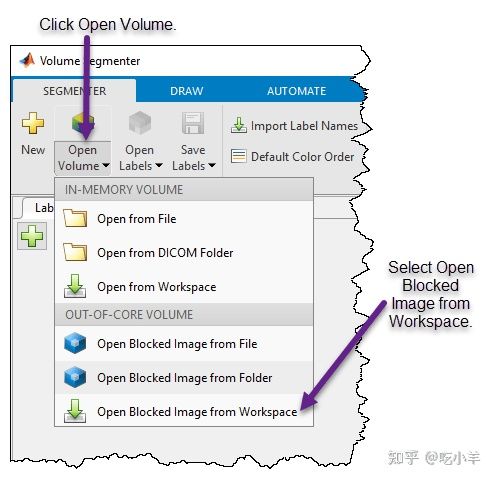 Click Open Volume.
Volume Segmenter
SEGMENTER DRAW AUTOMATE
New
Open
Volume
Open
Labels
Save
Labels
Import Label Names
Default Color Order
IN-MEMORY VOLUME
Lab
Open from File
Open from DICOM Folder
Open from Workspace
OUT-OF-CORE VOLUME
Open Blocked Image from File
Open Blocked Image from Folder
Open Blocked Image from Workspace
Select Open
Blocked
Image from
Workspace.
知乎 @吃小羊